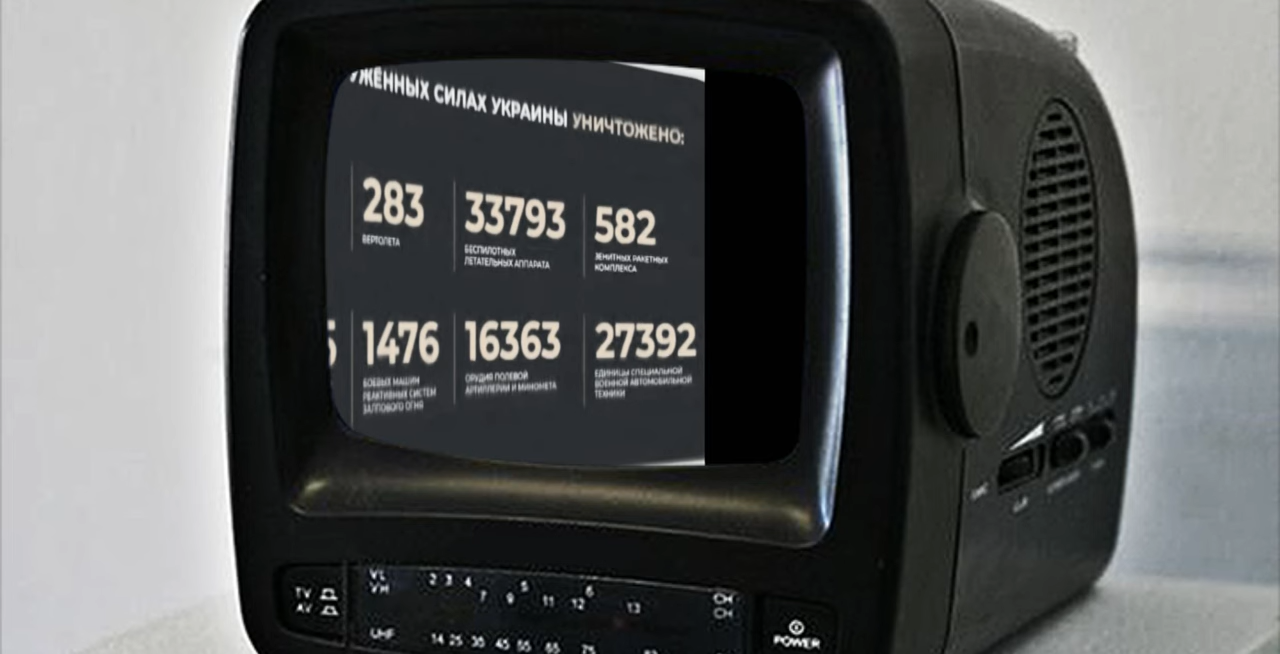 УЖЁННЫХ СИЛАХ УКРАИНЫ УНИЧТОЖЕНО:
283
ВЕРТОЛЕТА
33793
БЕСПИЛОТНЫХ
ЛЕТАТЕЛЬНЫХ АППАРАТА
582
ЗЕНИТНЫХ РАКЕТНЫХ
КОМПЛЕКСА
5
1476
БОЕВЫХ МАШИН
РЕАКТИВНЫХ СИСТЕМ
ЗАЛПОВОГО ОГНЯ
16363
ОРУДИЯ ПОЛЕВОЙ
АРТИЛЛЕРИИ И МИНОМЕТА
27392
ЕДИНИЦЫ СПЕЦИАЛЬНОЙ
ВОЕННОЙ АВТОМОБИЛЬНОЙ
ТЕХНИКИ
TV
AV
VL
VH
2 3 4 5 6
7 9 11 12 13
CH
CH
UHF 14 25 35 45 55 65 75
POWER